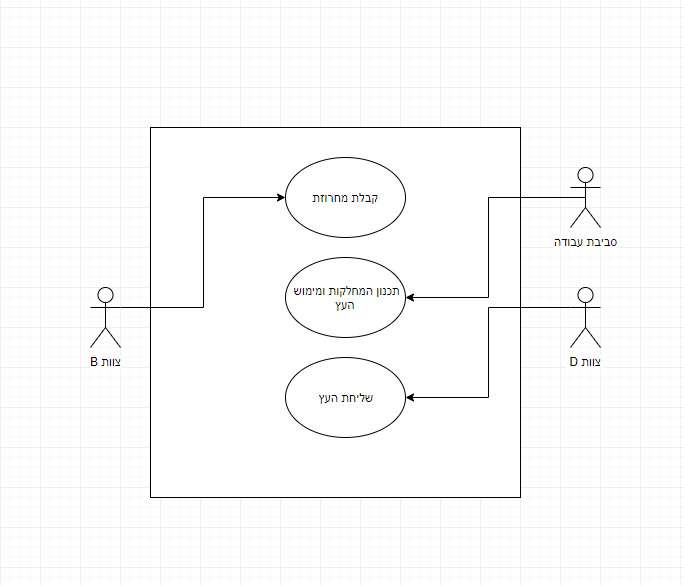 קבלת מחרוזת
סביבת עבודה
תכנון המחלקות ומימוש
העץ
צוות B
צוות D
שליחת העץ